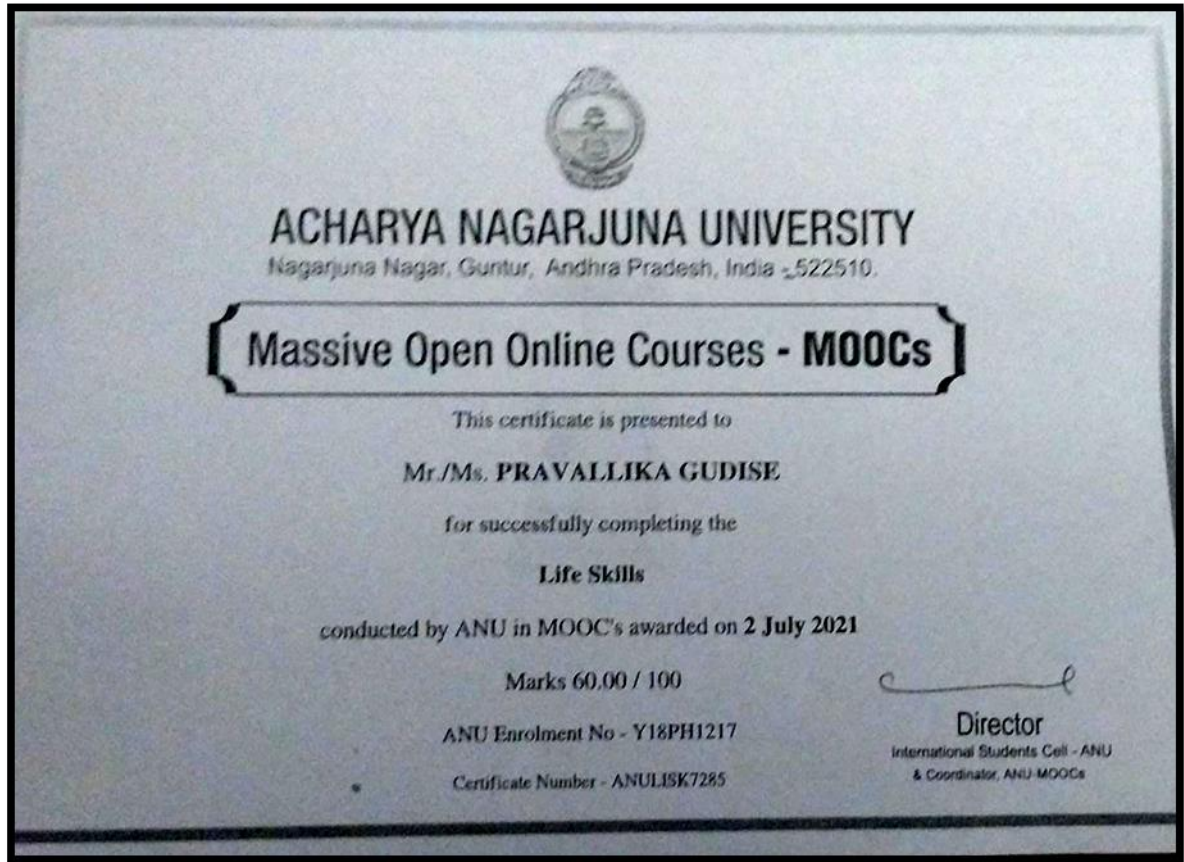 ACHARYA NAGARJUNA UNIVERSITY
Nagarjuna Nagar, Guntur, Andhra Pradesh, India - 522510.
Massive Open Online Courses - MOOCs
This certificate is presented to
Mr./Ms. PRAVALLIKA GUDISE
for successfully completing the
Life Skills
conducted by ANU in MOOC's awarded on 2 July 2021
Marks 60.00 / 100
ANU Enrolment No - Y18PH1217
Certificate Number - ANULISK7285
Director
International Students Cell - ANU
& Coordinator, ANU-MOOCs